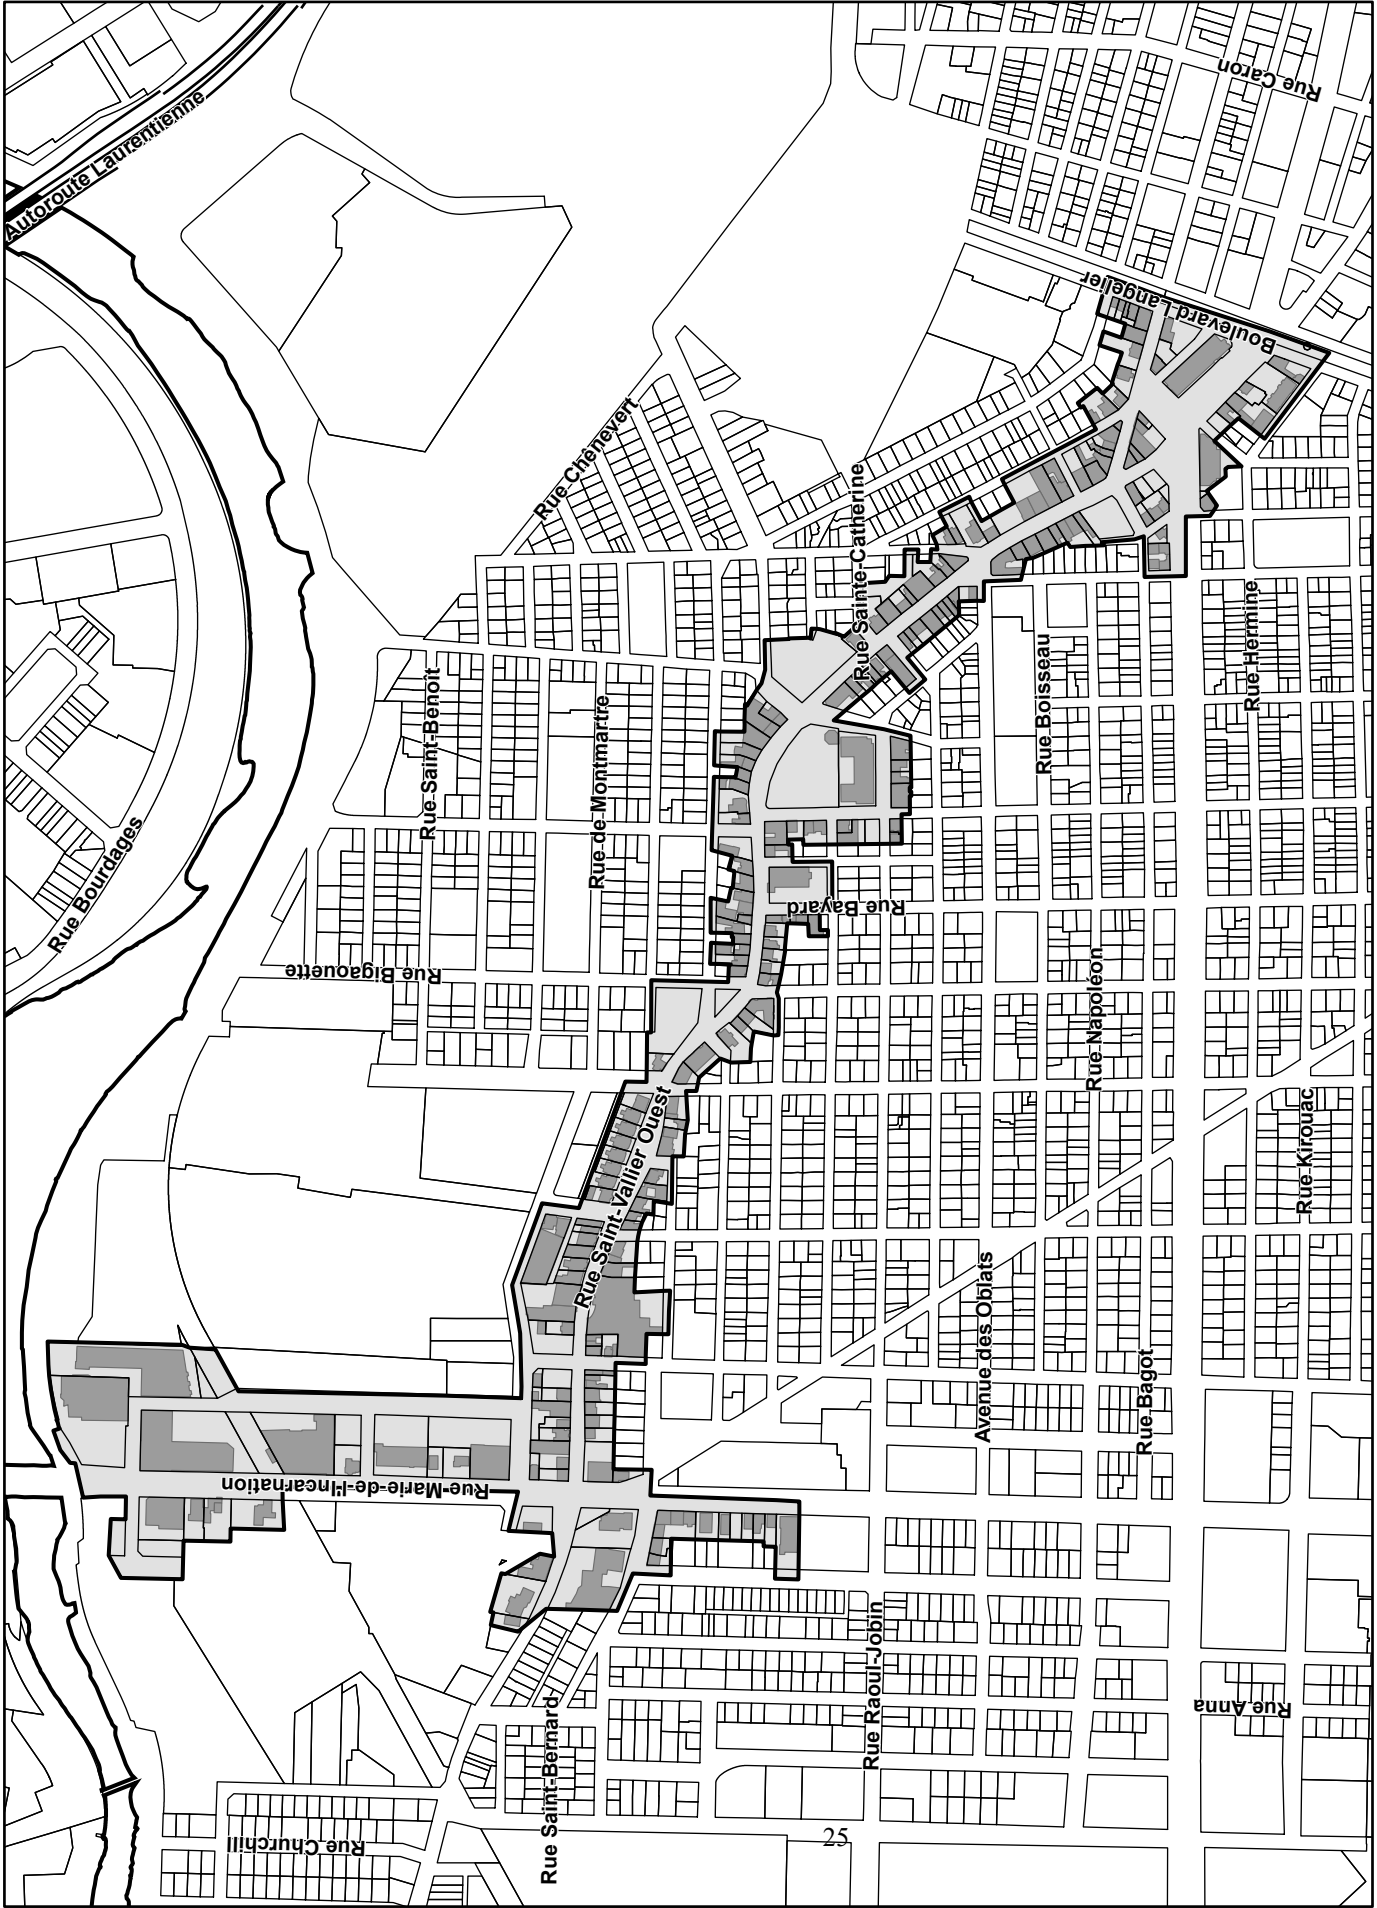 Autoroute Laurentienne
Rue Caron
Boulevard Langelier
Rue Chênevert
Rue Sainte-Catherine
Rue Hermine
Rue Boisseau
Rue Saint-Benoît
Rue de Montmartre
Rue Bourdages
Rue Bayard
Rue Bigaouette
Rue Napoléon
Rue Saint-Vallier Ouest
Rue Kirouac
Avenue des Oblats
Rue Bagot
Rue Marie-de-l'Incarnation
Rue Raoul-Jobin
Rue Anna
Rue Saint-Bernard
Rue Churchill
25